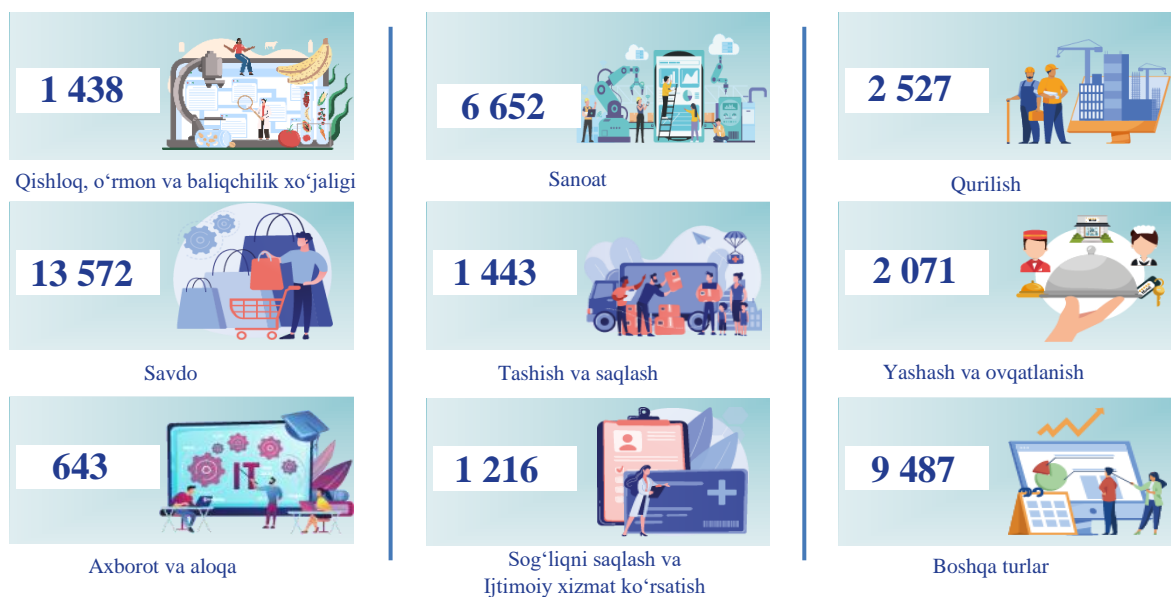 1 438
Qishloq, o‘rmon va baliqchilik xo‘jaligi
6 652
Sanoat
2 527
Qurilish
13 572
Savdo
1 443
Tashish va saqlash
2 071
Yashash va ovqatlanish
643
IT
Axborot va aloqa
1 216
Sog‘liqni saqlash va
Ijtimoiy xizmat ko‘rsatish
9 487
Boshqa turlar